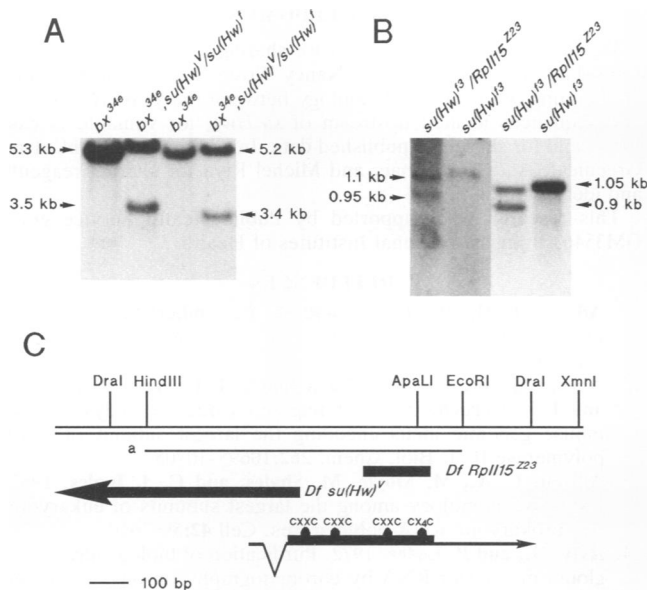 A
bx34e
bx34e, su(Hw)V/su(Hw)f
bx34e
bx34e, su(Hw)V/su(Hw)f
5.3 kb
3.5 kb
5.2 kb
3.4 kb
B
su(Hw)f3/RpII15Z23
su(Hw)f3
su(Hw)f3/RpII15Z23
su(Hw)f3
1.1 kb
0.95 kb
1.05 kb
0.9 kb
C
DraI HindIII ApaLI EcoRI DraI XmnI
a
Df RpII15Z23
Df su(Hw)V
CXXC CXXC CXXC CX4C
100 bp